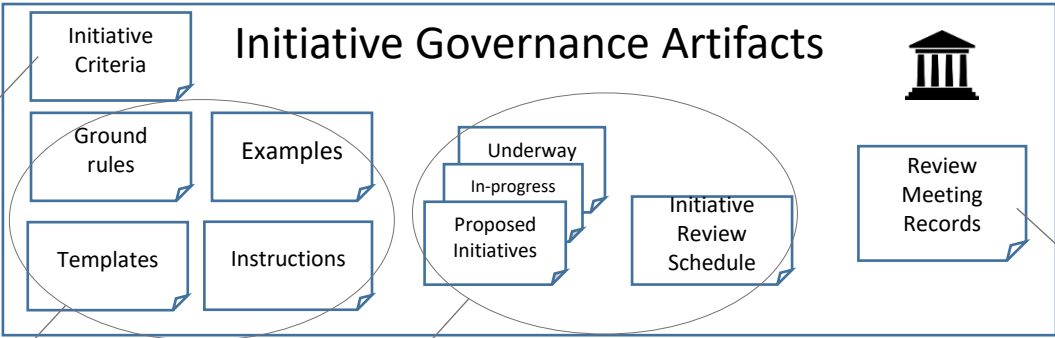 Initiative Governance Artifacts
Initiative
Criteria
Ground
rules
Examples
Templates
Instructions
Underway
In-progress
Proposed
Initiatives
Initiative
Review
Schedule
Review
Meeting
Records